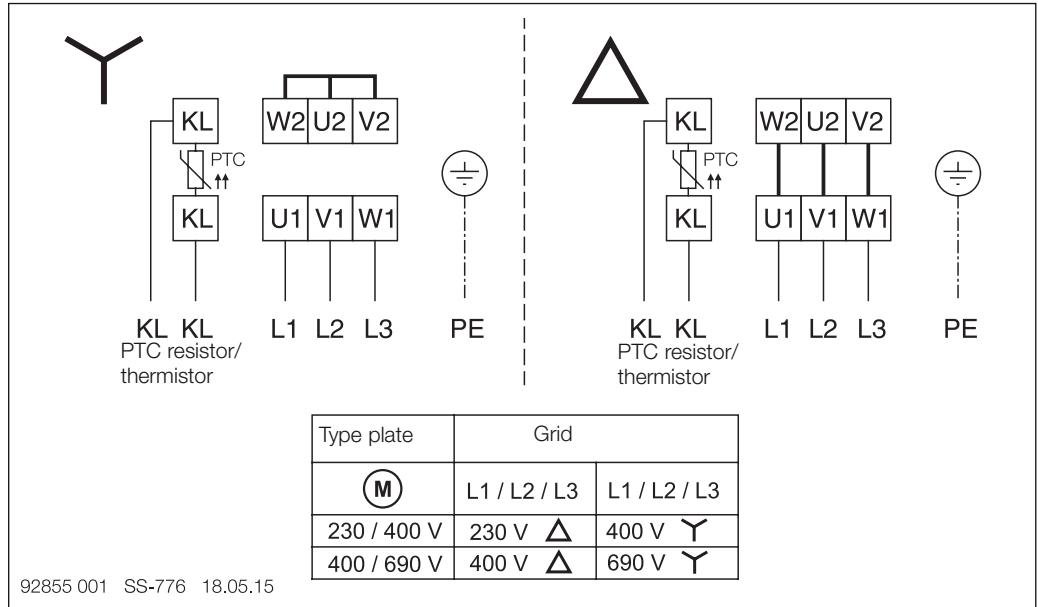 KL W2 U2 V2
PTC
KL U1 V1 W1
KL KL L1 L2 L3 PE
PTC resistor/
thermistor
KL W2 U2 V2
PTC
KL U1 V1 W1
KL KL L1 L2 L3 PE
PTC resistor/
thermistor
Type plate Grid
M L1 / L2 / L3 L1 / L2 / L3
230 / 400 V 230 V 400 V
400 / 690 V 400 V 690 V
92855 001 SS-776 18.05.15